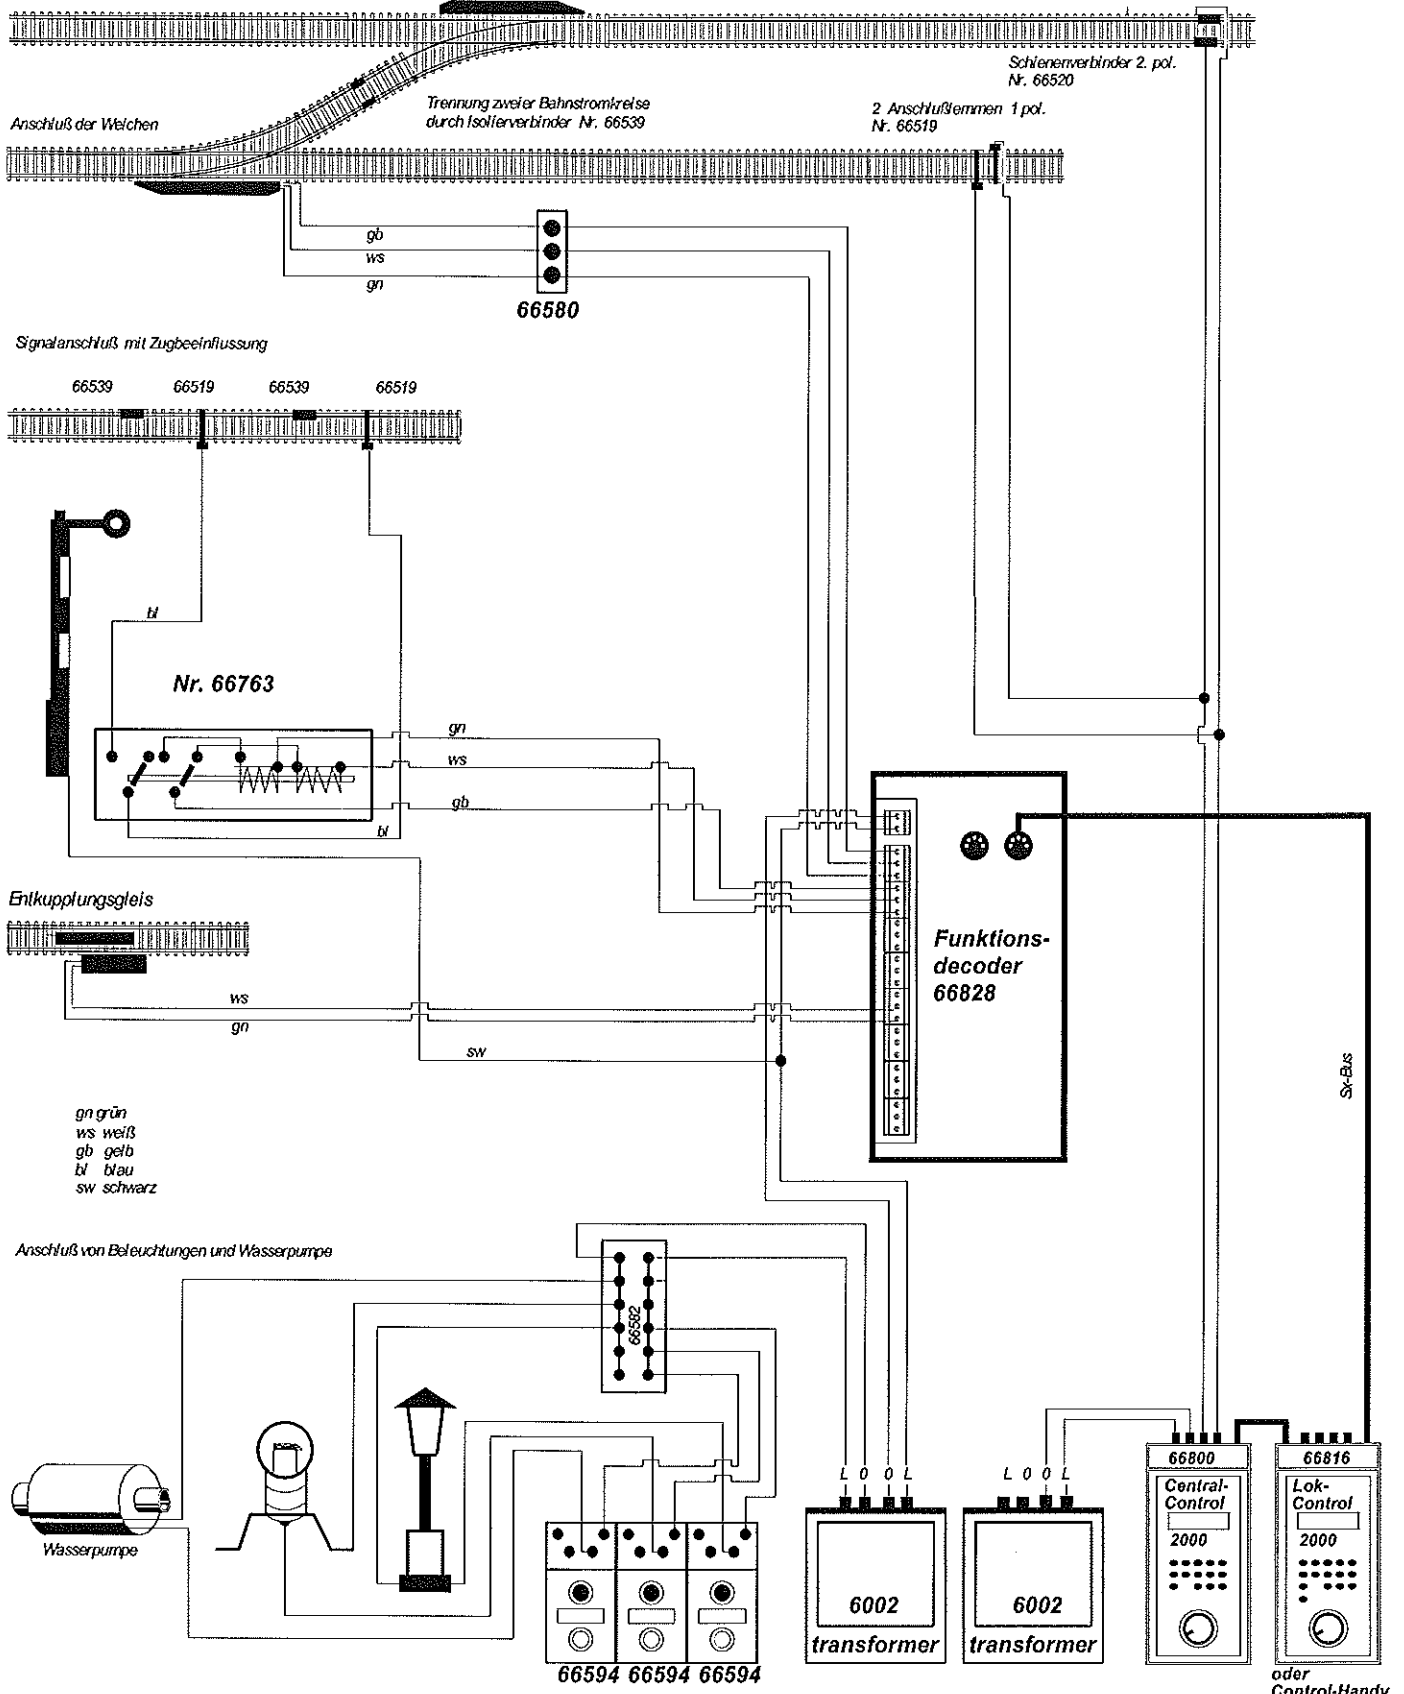 Schienenverbinder 2. pol.
Nr. 66520
Trennung zweier Bahnstromkreise
durch Isolierverbinder Nr. 66539
2 Anschlußlemmen 1 pol.
Nr. 66519
Anschluß der Weichen
gb
ws
gn
66580
Signalanschluß mit Zugbeeinflussung
66539 66519 66539 66519
bl
Nr. 66763
gn
ws
gb
bl
Entkupplungsgleis
ws
gn
sw
Funktions-
decoder
66828
Sx-Bus
gn grün
ws weiß
gb gelb
bl blau
sw schwarz
Anschluß von Beleuchtungen und Wasserpumpe
66582
Wasserpumpe
66594 66594 66594
L 0 0 L
6002
transformer
L 0 0 L
6002
transformer
66800
Central-
Control
2000
66816
Lok-
Control
2000
oder
Control-Handy